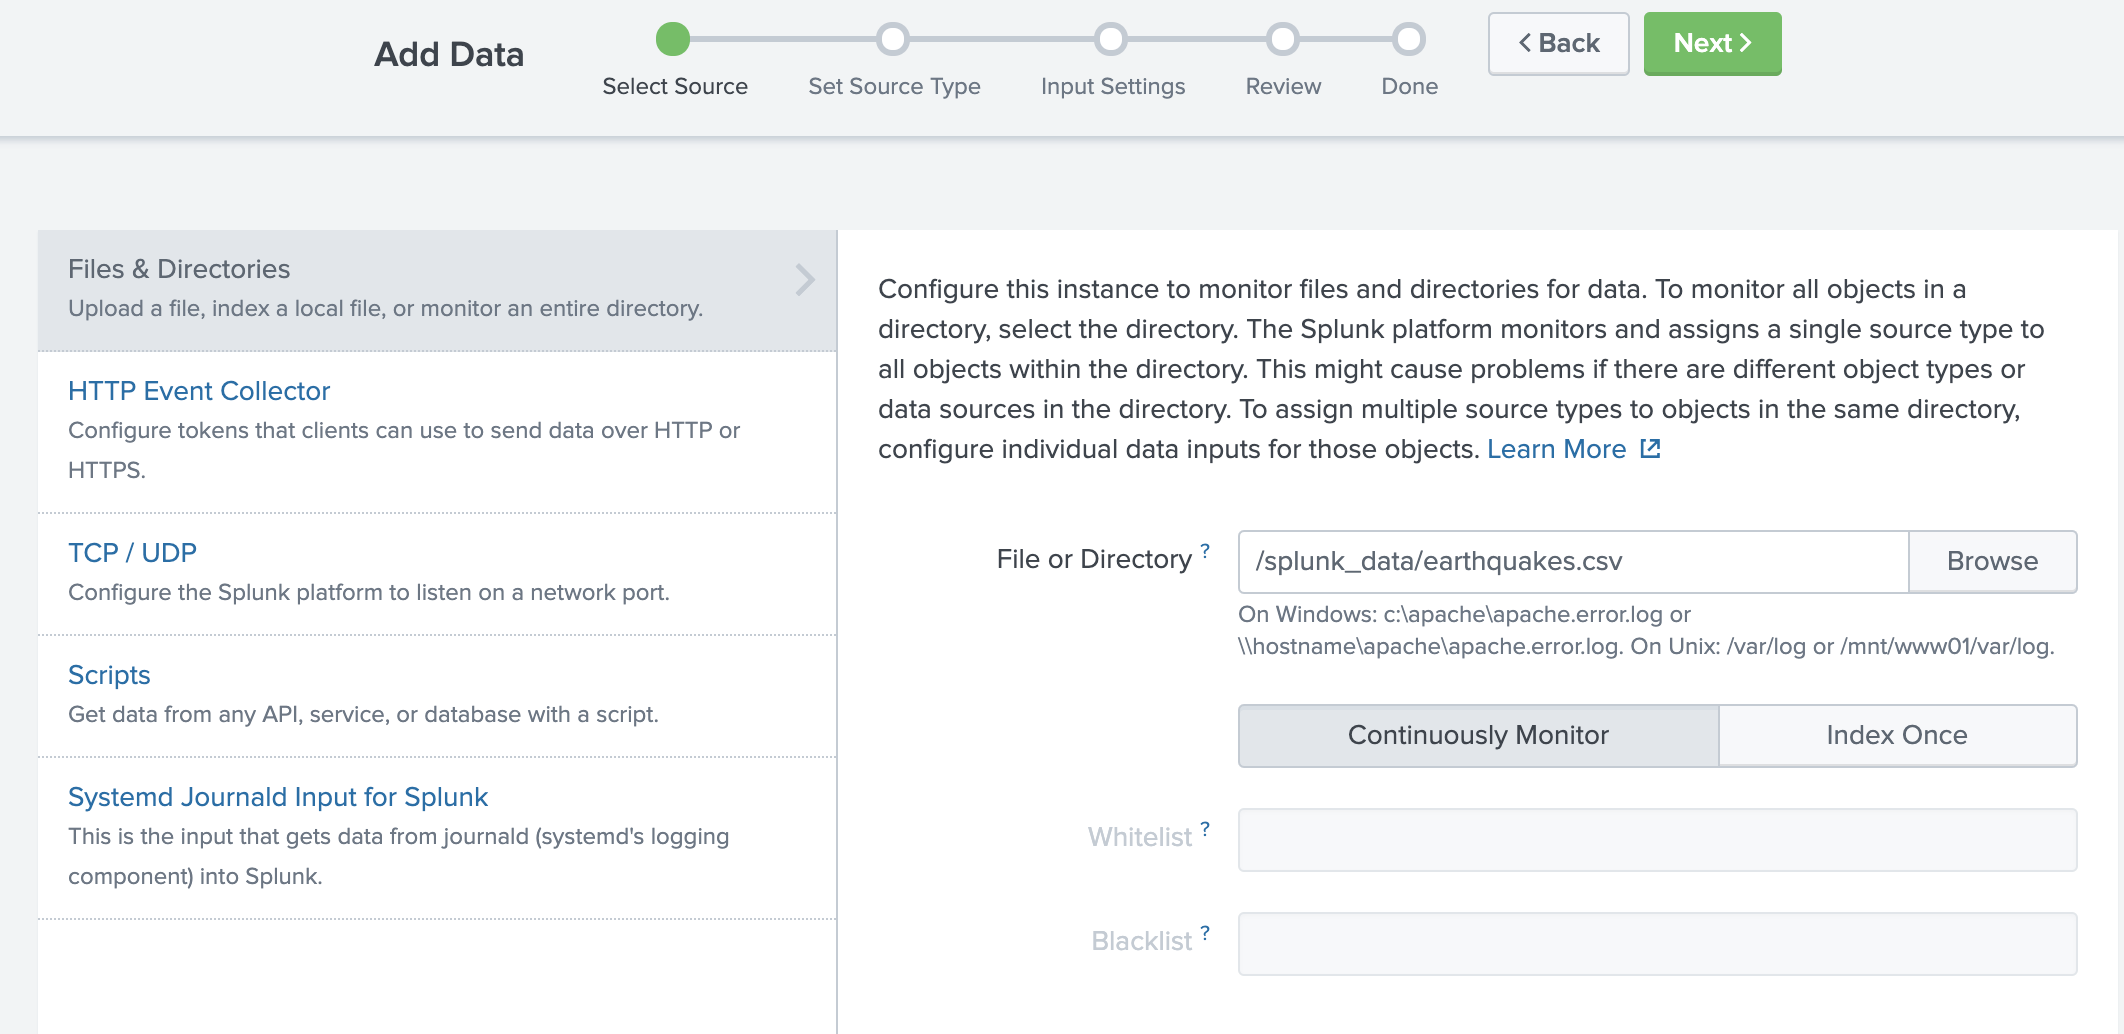 Add Data
Select Source
Set Source Type
Input Settings
Review
Done
< Back
Next >
Files & Directories
Upload a file, index a local file, or monitor an entire directory.
HTTP Event Collector
Configure tokens that clients can use to send data over HTTP or
HTTPS.
TCP / UDP
Configure the Splunk platform to listen on a network port.
Scripts
Get data from any API, service, or database with a script.
Systemd Journald Input for Splunk
This is the input that gets data from journald (systemd's logging
component) into Splunk.
Configure this instance to monitor files and directories for data. To monitor all objects in a
directory, select the directory. The Splunk platform monitors and assigns a single source type to
all objects within the directory. This might cause problems if there are different object types or
data sources in the directory. To assign multiple source types to objects in the same directory,
configure individual data inputs for those objects. Learn More
File or Directory ?
/splunk_data/earthquakes.csv
Browse
On Windows: c:\apache\apache.error.log or
\\hostname\apache\apache.error.log. On Unix: /var/log or /mnt/www01/var/log.
Continuously Monitor
Index Once
Whitelist ?
Blacklist ?